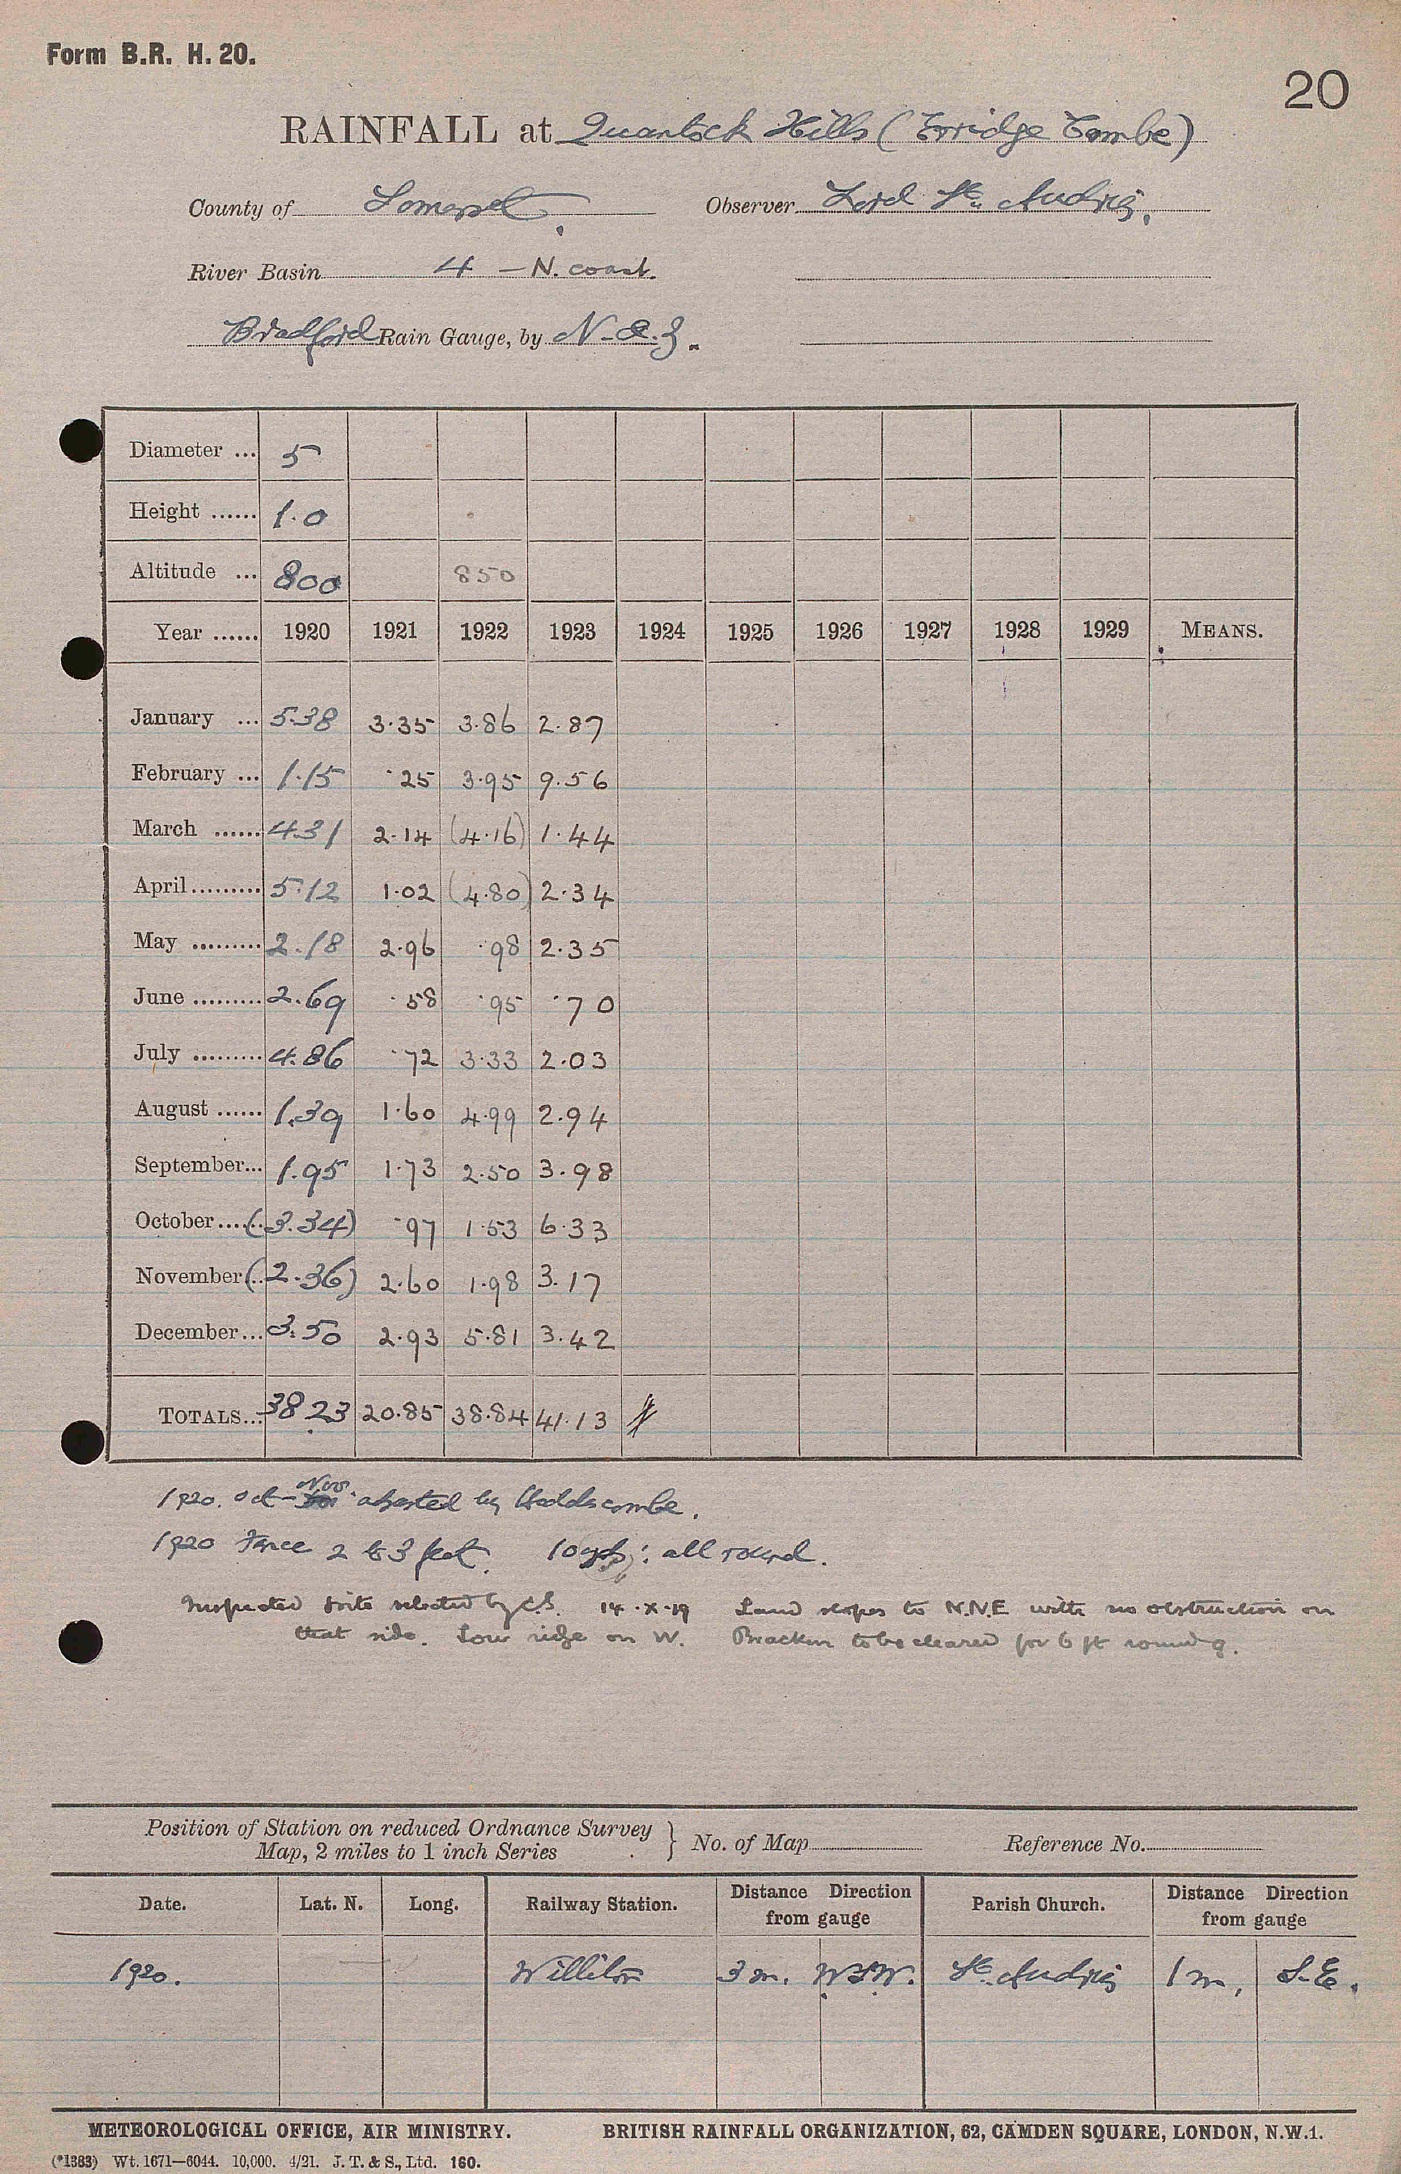 Form B.R. H. 20.
20
RAINFALL at Quantock Hills (Erridge Combe)
County of Somerset. Observer Lord St. Audries.
River Basin 4 – N. coast.
Bradford Rain Gauge, by N. & Z.
Diameter ... 5
Height ...... 1.0
Altitude ... 800 850
Year ...... 1920 1921 1922 1923 1924 1925 1926 1927 1928 1929 MEANS.
January ... 5.38 3.35 3.86 2.87
February ... 1.15 .25 3.95 9.56
March ...... 4.31 2.14 (4.16) 1.44
April ......... 5.12 1.02 (4.80) 2.34
May ......... 2.18 2.96 .98 2.35
June ......... 2.69 .58 .95 .70
July ......... 4.86 .72 3.33 2.03
August ...... 1.39 1.60 4.99 2.94
September... 1.95 1.73 2.50 3.98
October ...... (3.34) .97 1.53 6.33
November ... (2.36) 2.60 1.98 3.17
December ... 3.50 2.93 5.81 3.42
TOTALS... 38.23 20.85 38.84 41.13
1920. Oct – Nov. adjusted by Holdscombe.
1920 Fence 2 to 3 feet. 10 yds: all round.
Inspected Site selected by C.S. 14.X.19 Land slopes to N.N.E with no obstruction on
that side. Low ridge on W. Bracken to be cleared for 6 ft round g.
Position of Station on reduced Ordnance Survey
Map, 2 miles to 1 inch Series } No. of Map Reference No.
Date. Lat. N. Long. Railway Station. Distance Direction from gauge Parish Church. Distance Direction from gauge
1920. Williton 3 m. W.S.W. St. Audries 1 m. S.E.
METEOROLOGICAL OFFICE, AIR MINISTRY. BRITISH RAINFALL ORGANIZATION, 62, CAMDEN SQUARE, LONDON, N.W.1.
(*1383) Wt. 1671—6044. 10,000. 4/21. J. T. & S., Ltd. 160.